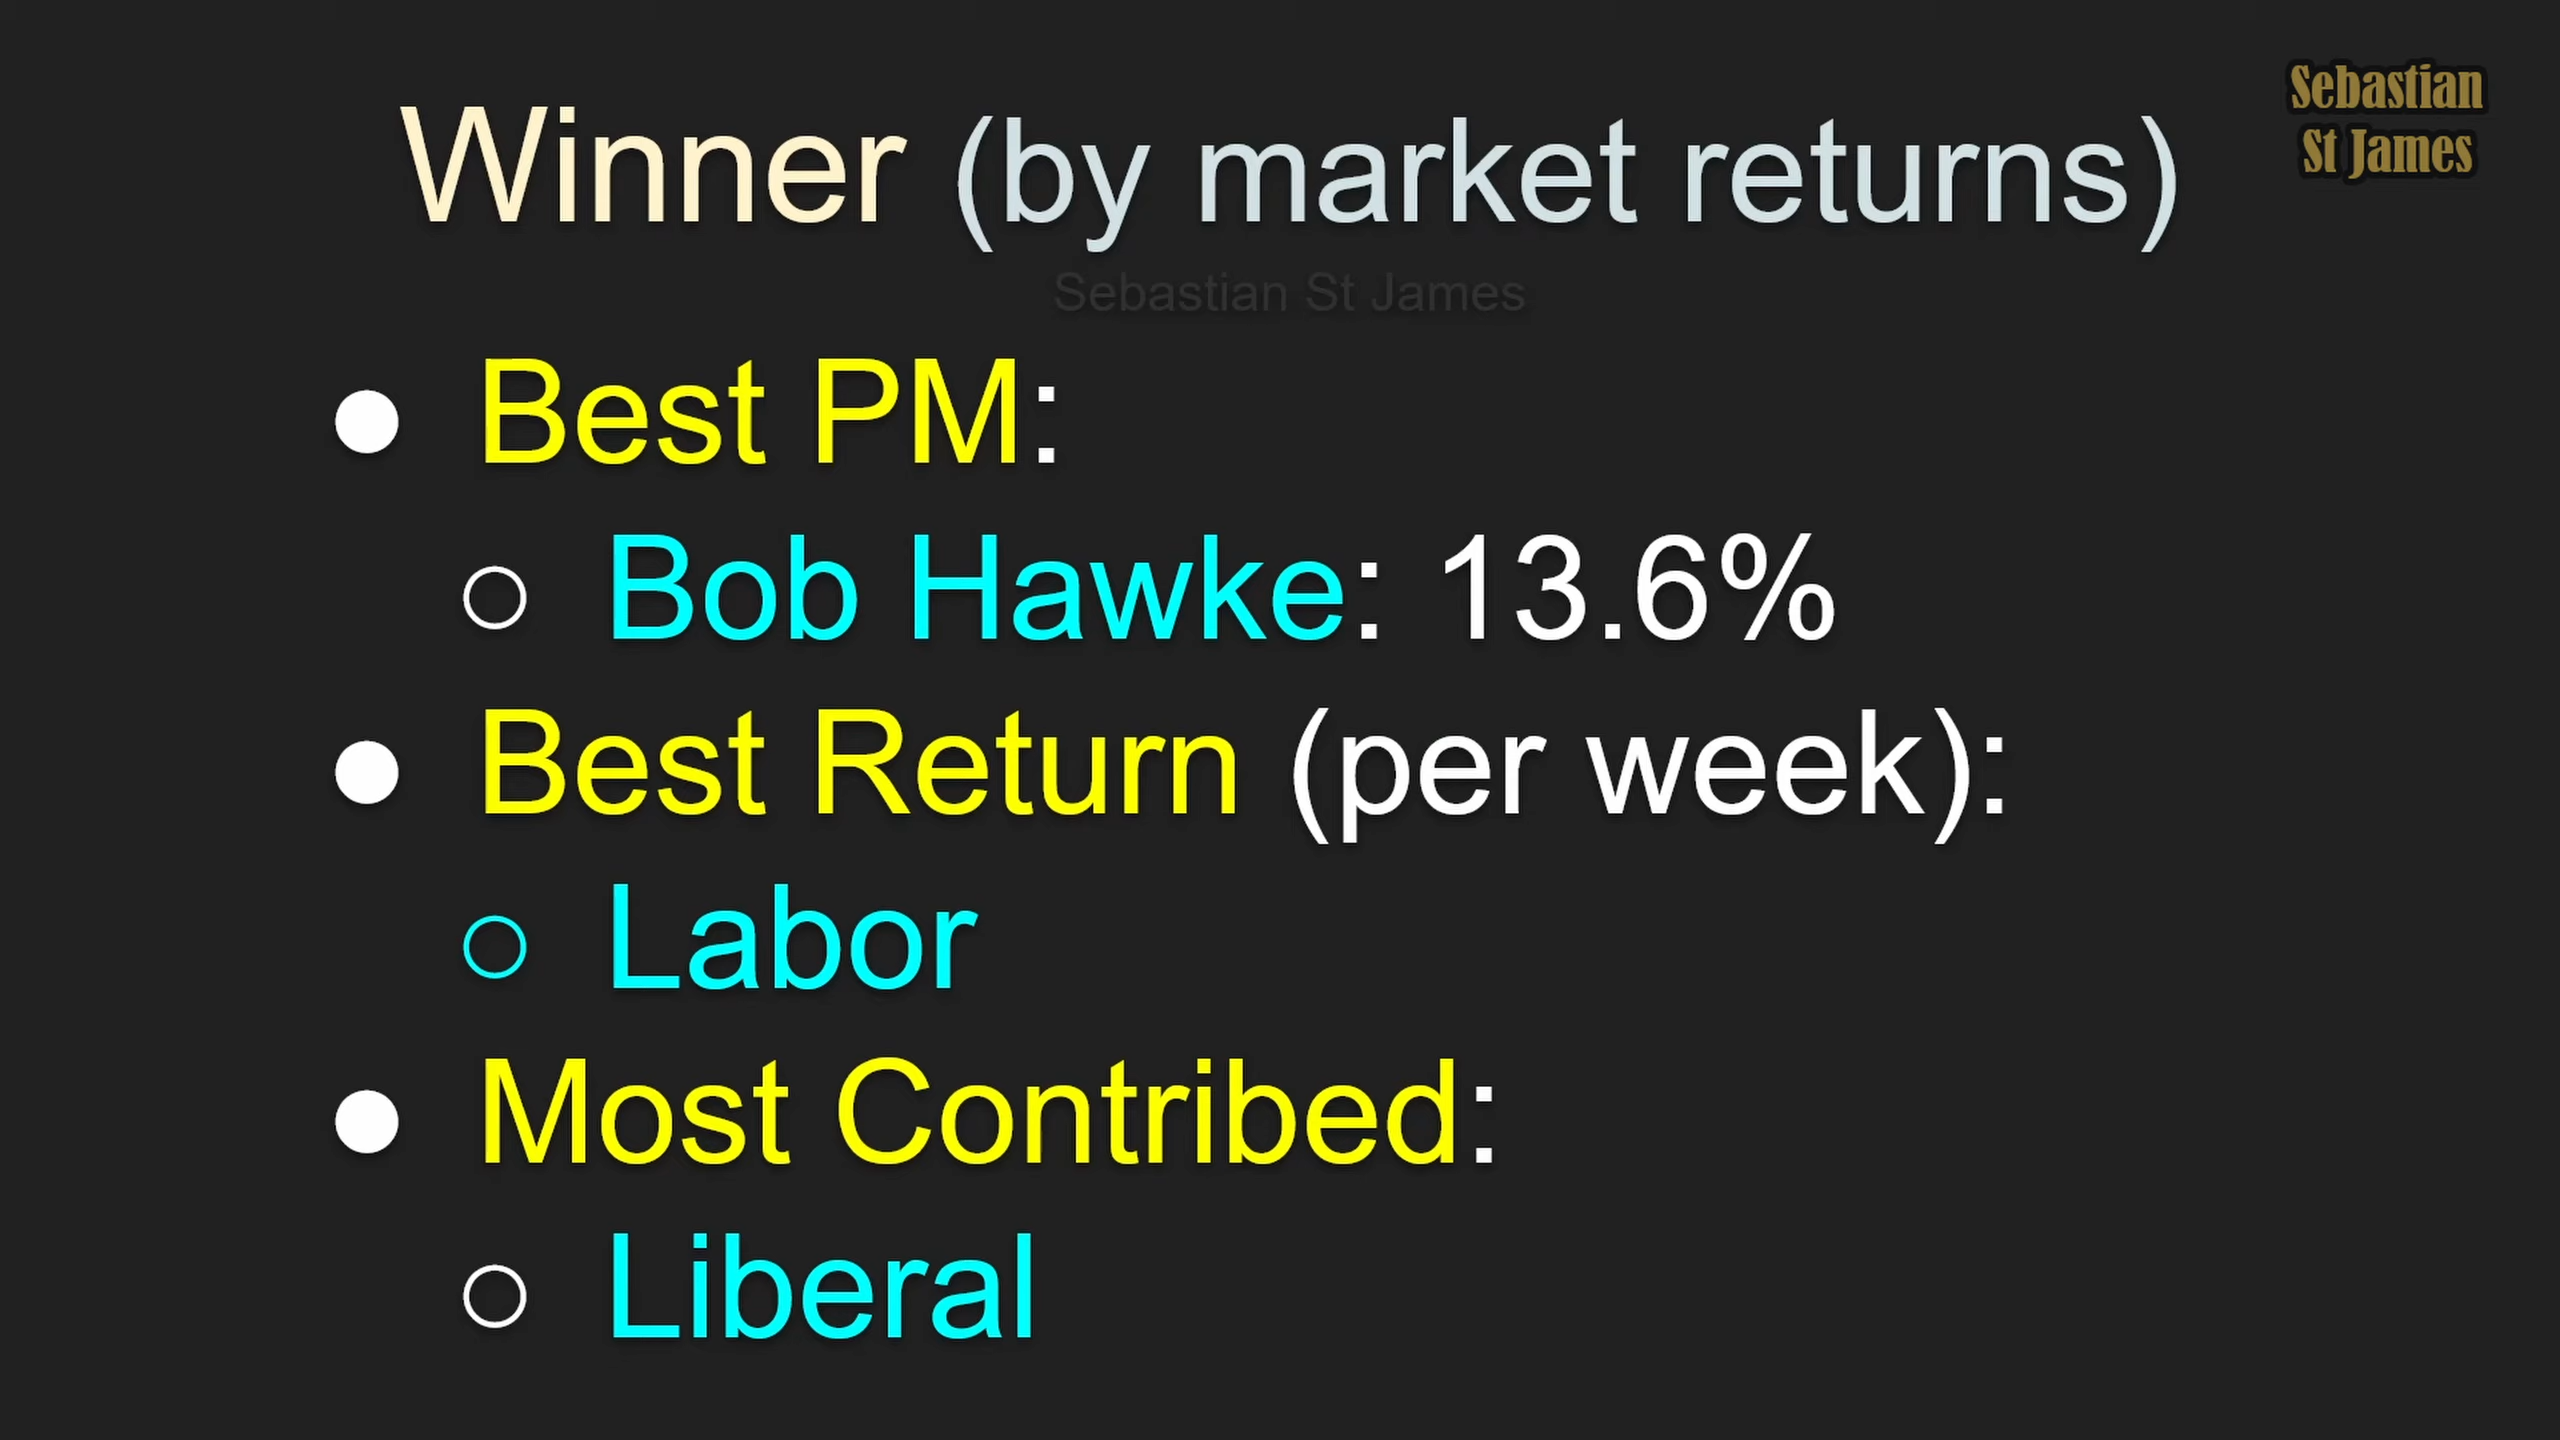 Winner (by market returns)
Sebastian
St James
Sebastian St James
● Best PM:
○ Bob Hawke: 13.6%
● Best Return (per week):
○ Labor
● Most Contribed:
○ Liberal